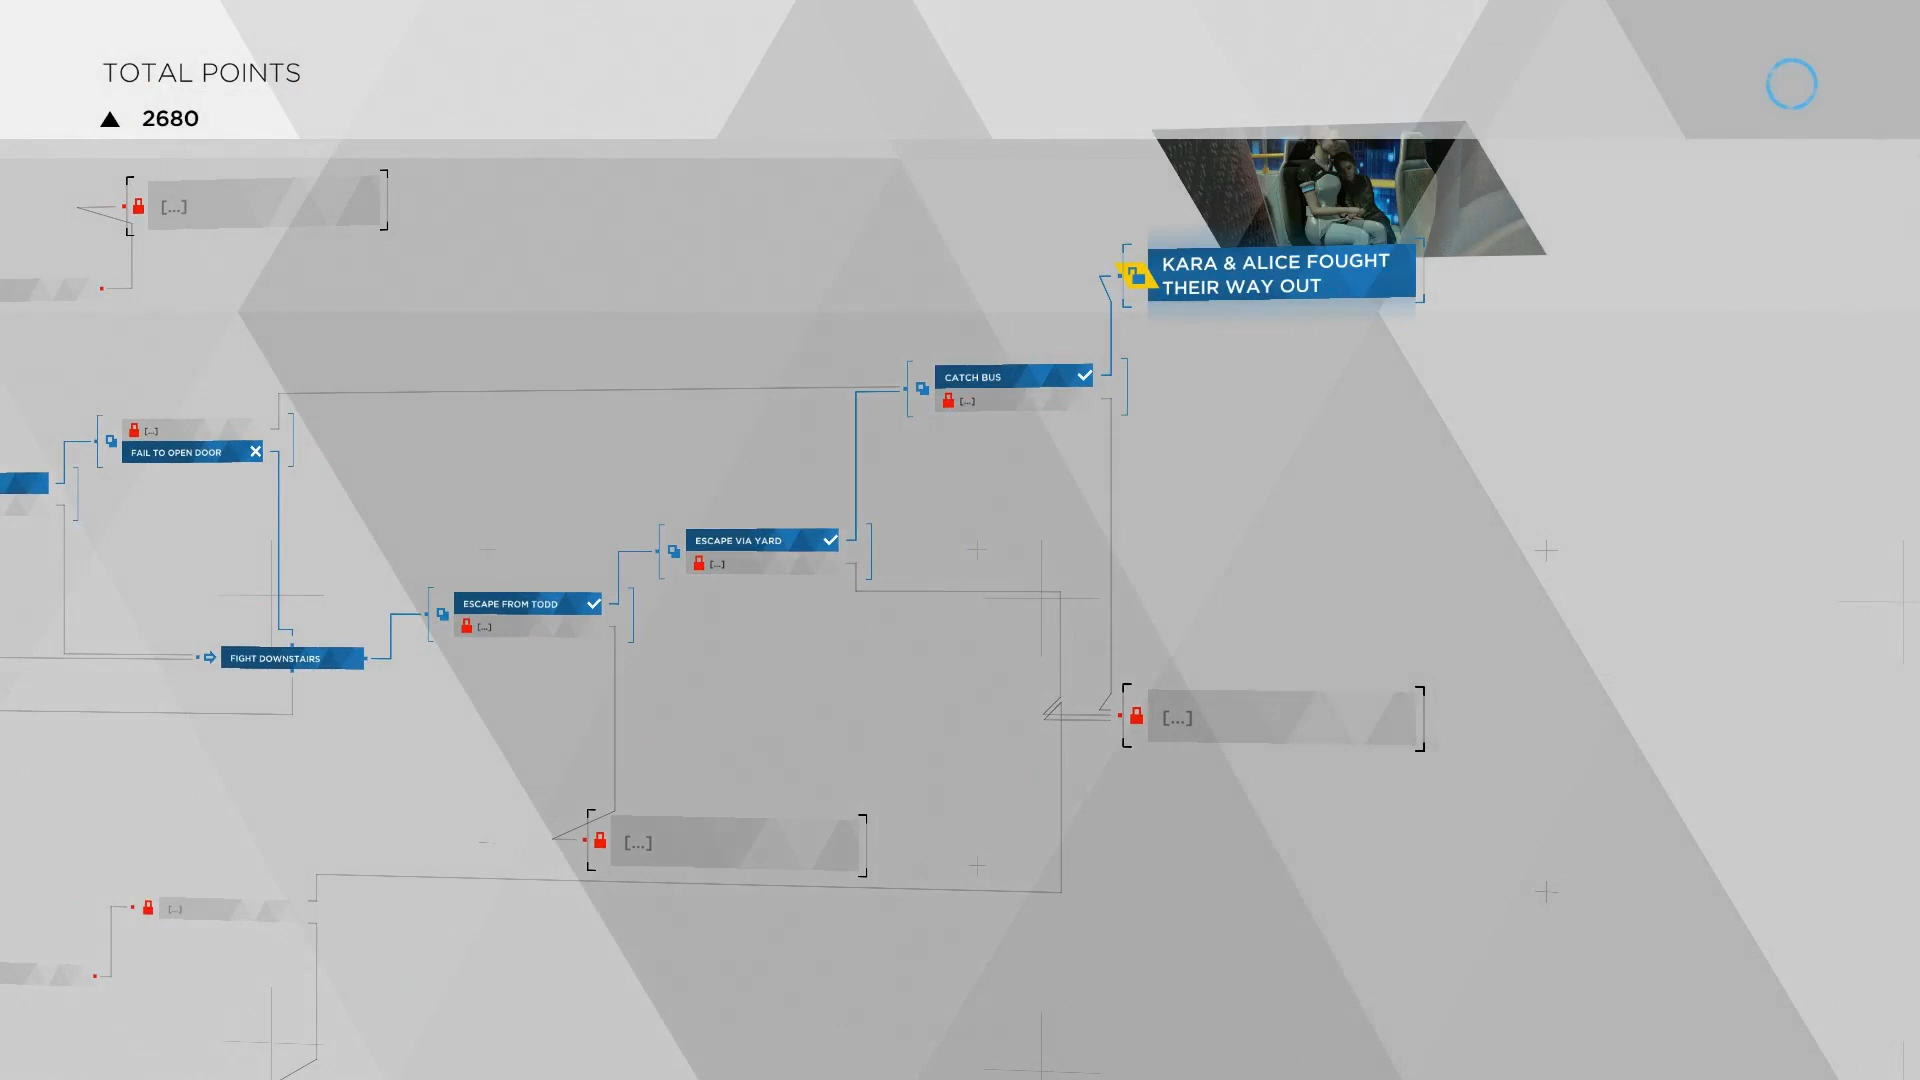 TOTAL POINTS
2680
[...]
KARA & ALICE FOUGHT
THEIR WAY OUT
CATCH BUS
[...]
[...]
FAIL TO OPEN DOOR
ESCAPE VIA YARD
[...]
ESCAPE FROM TODD
[...]
FIGHT DOWNSTAIRS
[...]
[...]
[...]